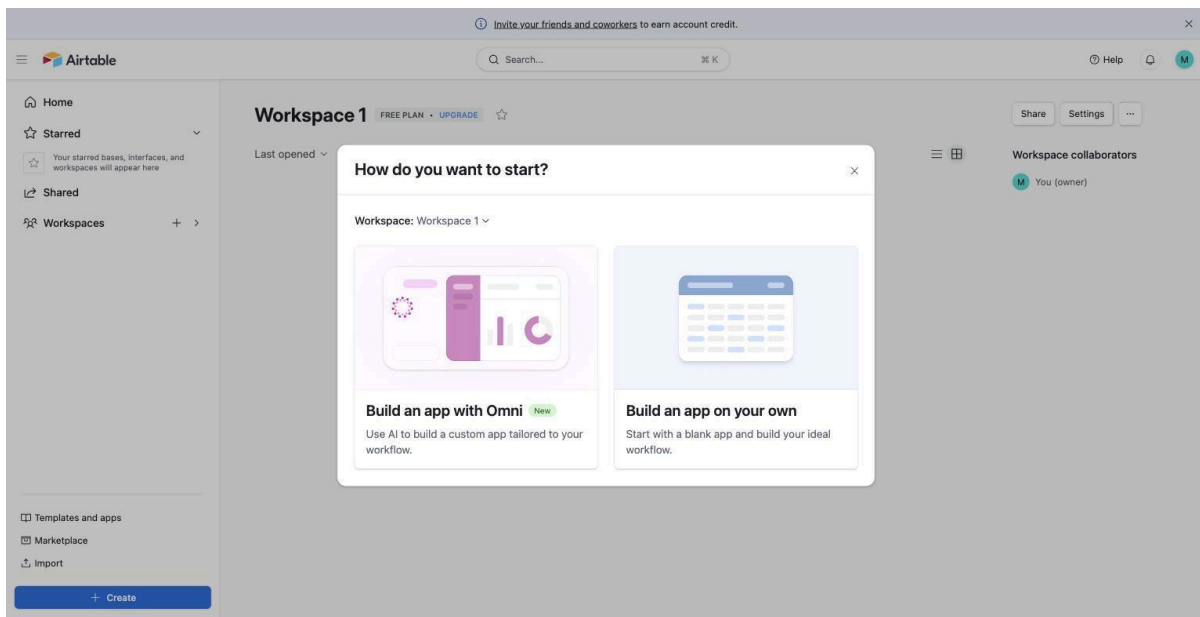 Invite your friends and coworkers to earn account credit.
Airtable
Search...
⌘ K
Help
M
Home
Starred
Your starred bases, interfaces, and
workspaces will appear here
Shared
Workspaces
Workspace 1
FREE PLAN • UPGRADE
Share
Settings
...
Last opened
Workspace collaborators
M
You (owner)
How do you want to start?
Workspace: Workspace 1
Build an app with Omni New
Use AI to build a custom app tailored to your
workflow.
Build an app on your own
Start with a blank app and build your ideal
workflow.
Templates and apps
Marketplace
Import
+ Create